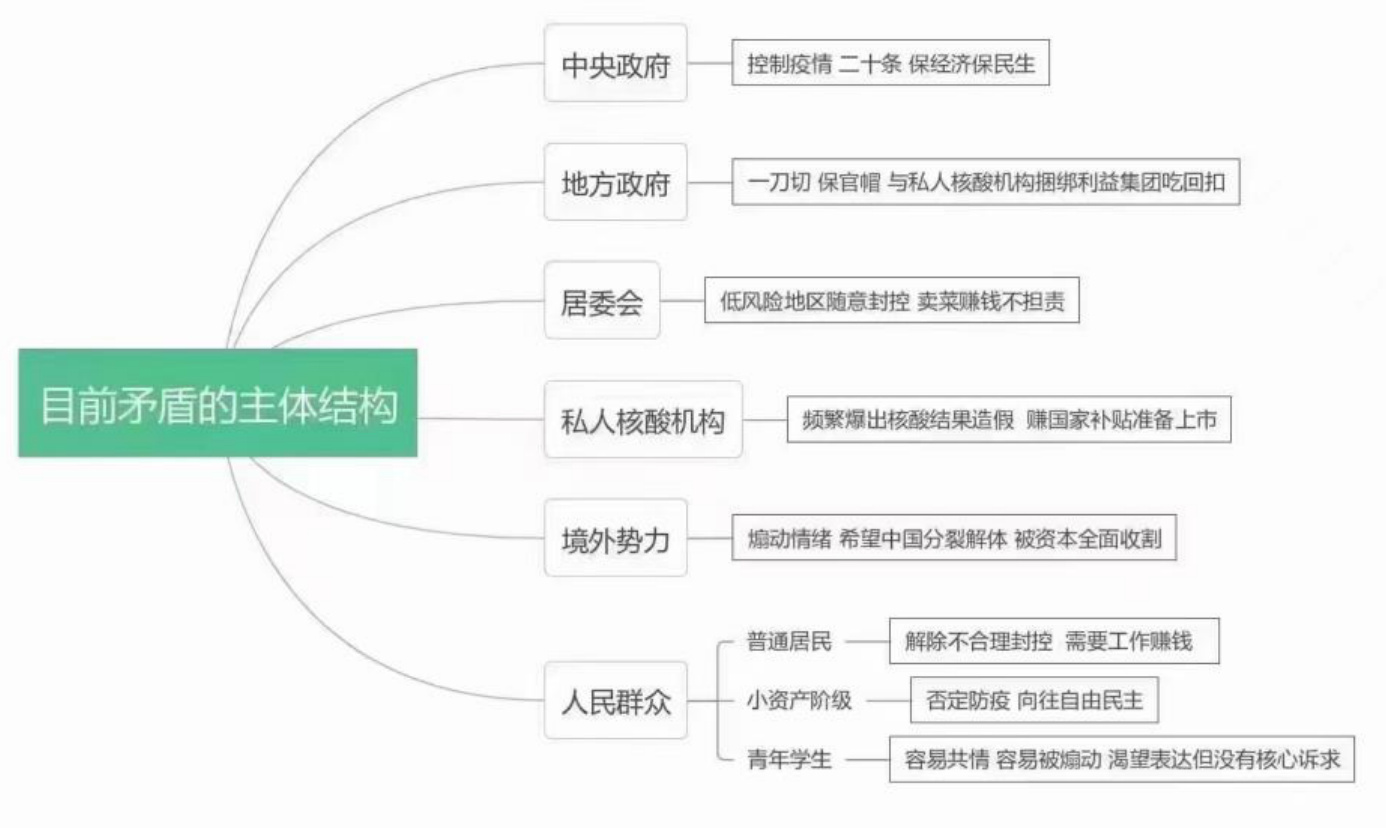 中央政府
控制疫情 二十条 保经济保民生
地方政府
一刀切 保官帽 与私人核酸机构捆绑利益集团吃回扣
居委会
低风险地区随意封控 卖菜赚钱不担责
目前矛盾的主体结构
私人核酸机构
频繁爆出核酸结果造假 赚国家补贴准备上市
境外势力
煽动情绪 希望中国分裂解体 被资本全面收割
人民群众
普通居民
解除不合理封控 需要工作赚钱
小资产阶级
否定防疫 向往自由民主
青年学生
容易共情 容易被煽动 渴望表达但没有核心诉求